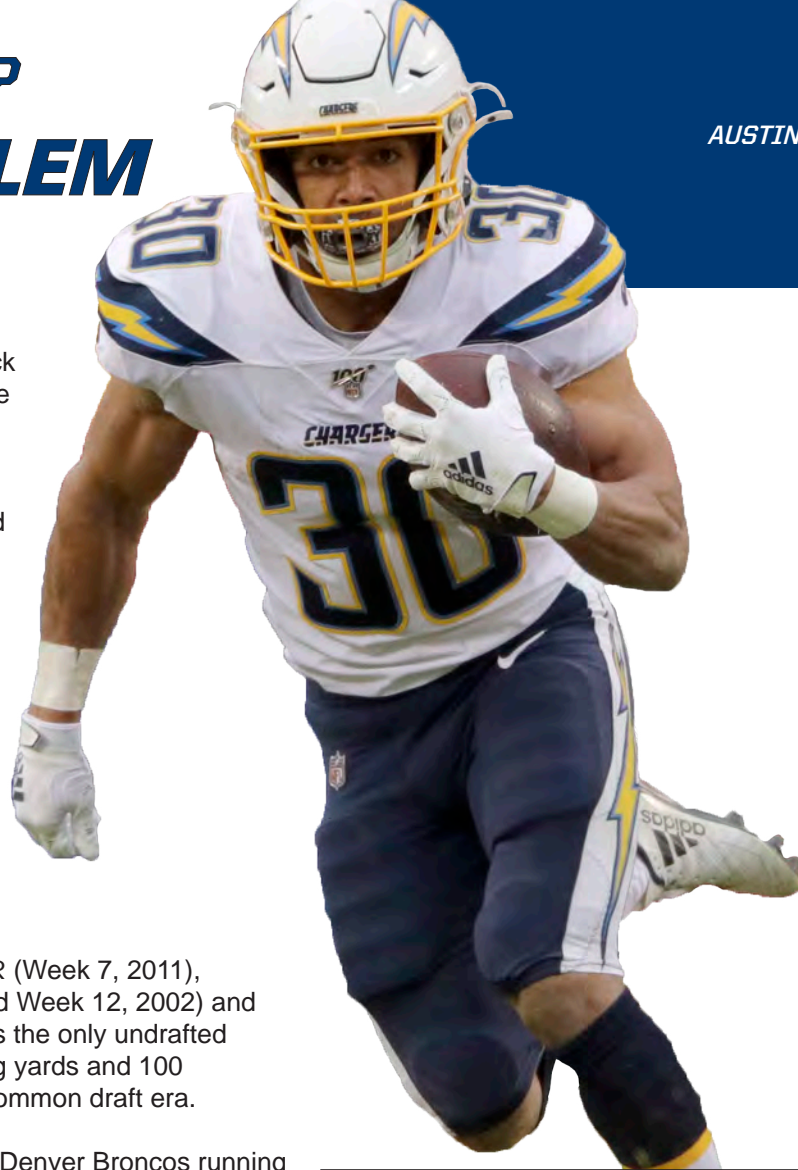 P
LEM
AUSTIN
CHARGERS
30
30
100
CHARGERS
30
adidas
adidas
ck
e
d
R (Week 7, 2011),
d Week 12, 2002) and
s the only undrafted
g yards and 100
ommon draft era.
Denver Broncos running